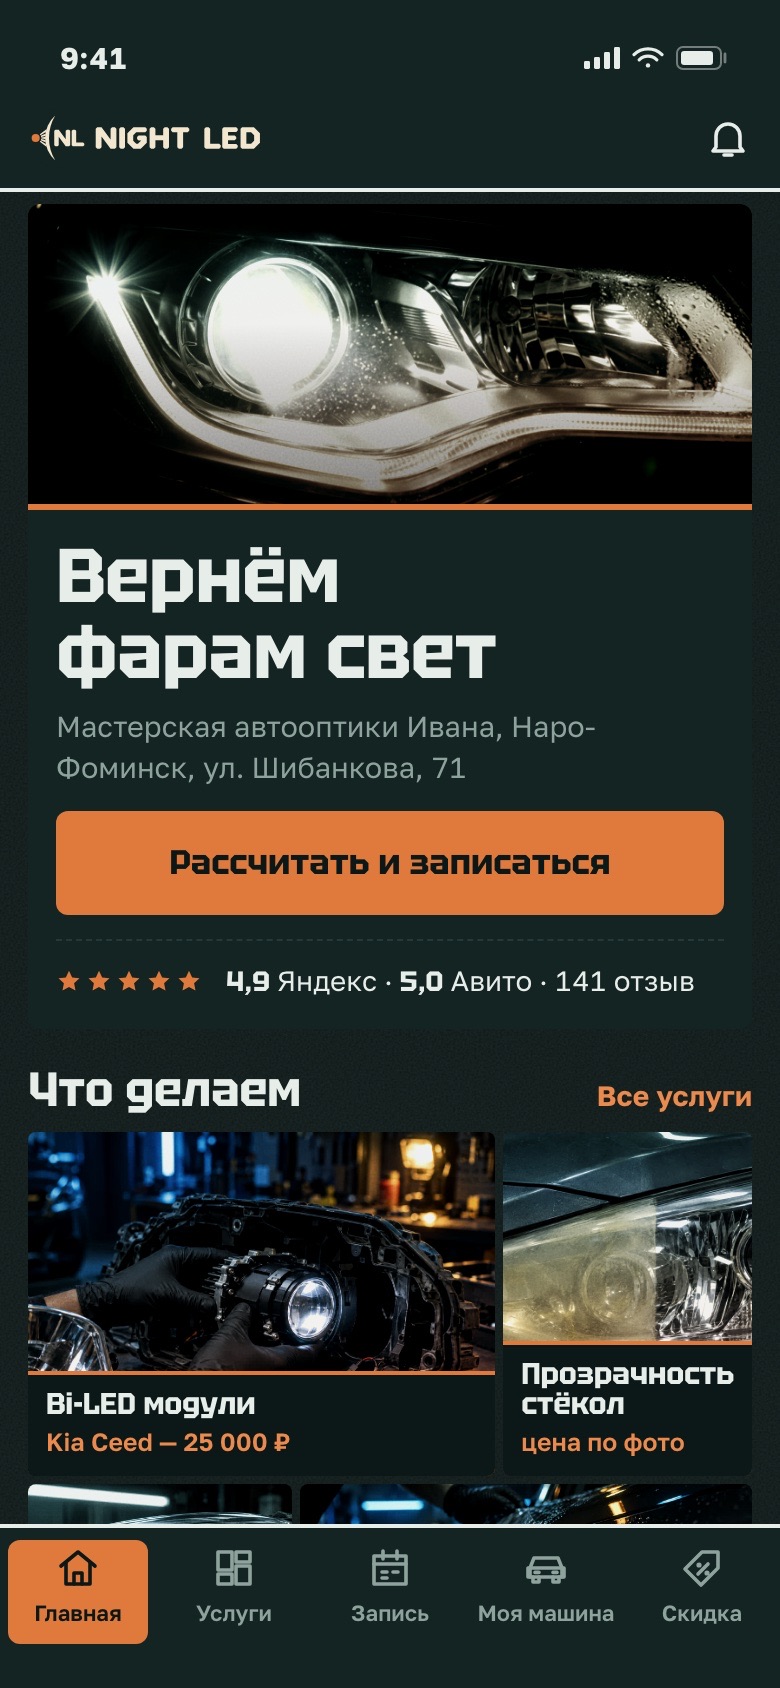 9:41
NL NIGHT LED
Вернём
фарам свет
Мастерская автооптики Ивана, Наро-
Фоминск, ул. Шибанкова, 71
Рассчитать и записаться
4,9 Яндекс · 5,0 Авито · 141 отзыв
Что делаем
Все услуги
Bi-LED модули
Kia Ceed — 25 000 ₽
Прозрачность
стёкол
цена по фото
Главная
Услуги
Запись
Моя машина
Скидка